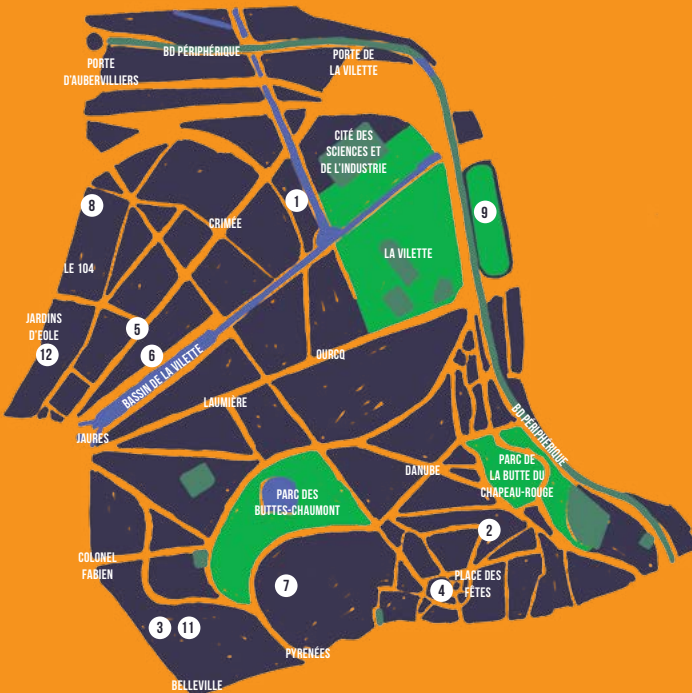 BD PÉRIPHÉRIQUE
PORTE
D'AUBERVILLIERS
PORTE DE
LA VILETTE
CITÉ DES
SCIENCES ET
DE L'INDUSTRIE
8
1
9
CRIMÉE
LA VILETTE
LE 104
JARDINS
D'EOLE
12
5
6
OURCQ
BASSIN DE LA VILETTE
LAUMIÈRE
JAURES
BD PÉRIPHÉRIQUE
DANUBE
PARC DE
LA BUTTE DU
CHAPEAU-ROUGE
PARC DES
BUTTES-CHAUMONT
2
COLONEL
FABIEN
7
4
PLACE DES
FÊTES
3
11
PYRÉNÉES
BELLEVILLE